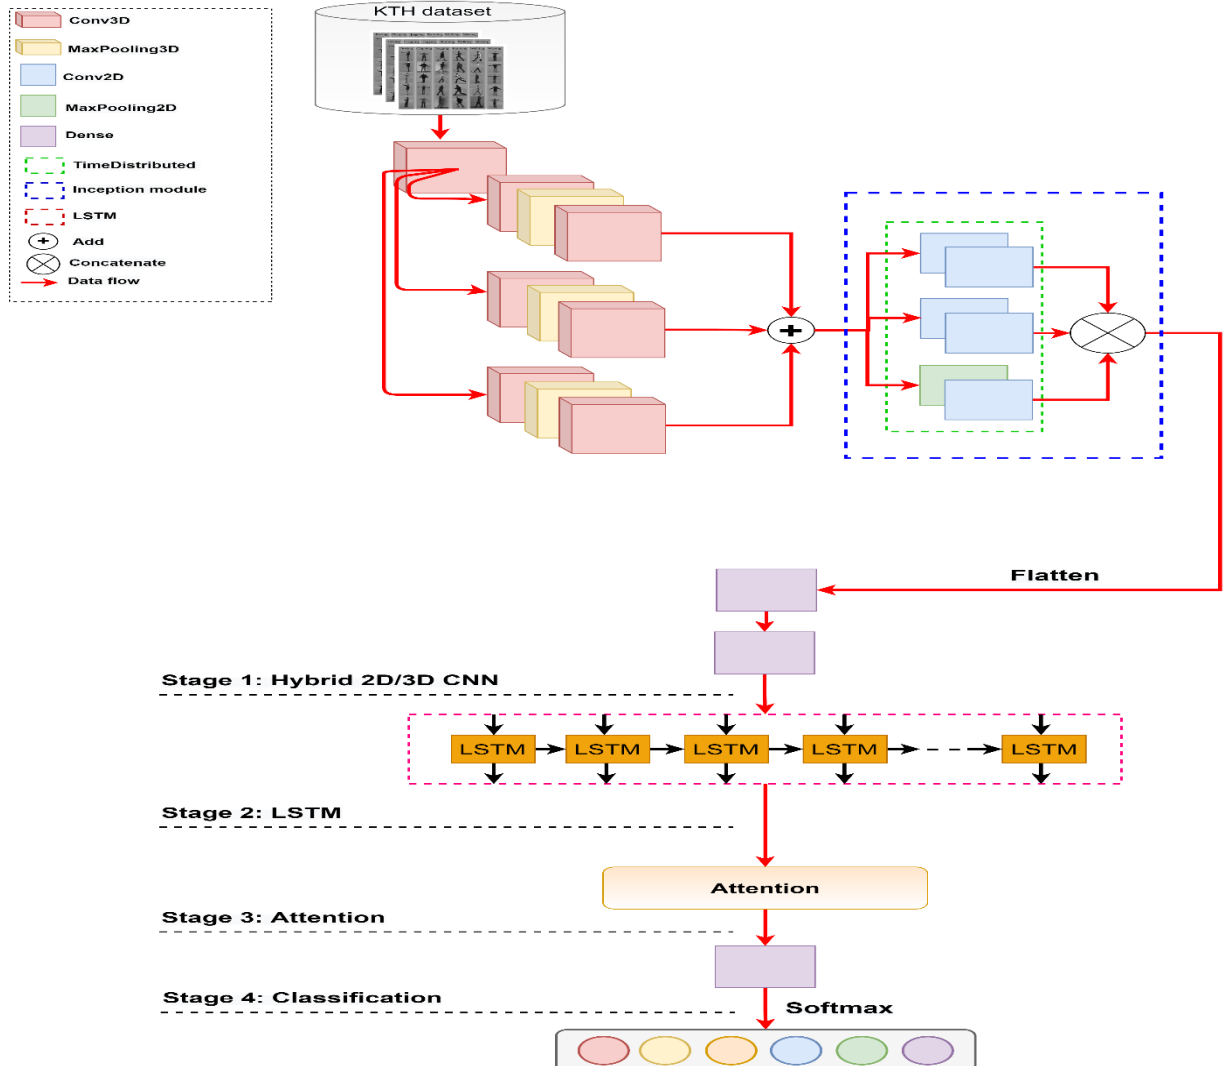 Conv3D
MaxPooling3D
Conv2D
MaxPooling2D
Dense
TimeDistributed
Inception module
LSTM
Add
Concatenate
Data flow
KTH dataset
Flatten
Stage 1: Hybrid 2D/3D CNN
LSTM LSTM LSTM LSTM LSTM
Stage 2: LSTM
Attention
Stage 3: Attention
Stage 4: Classification
Softmax